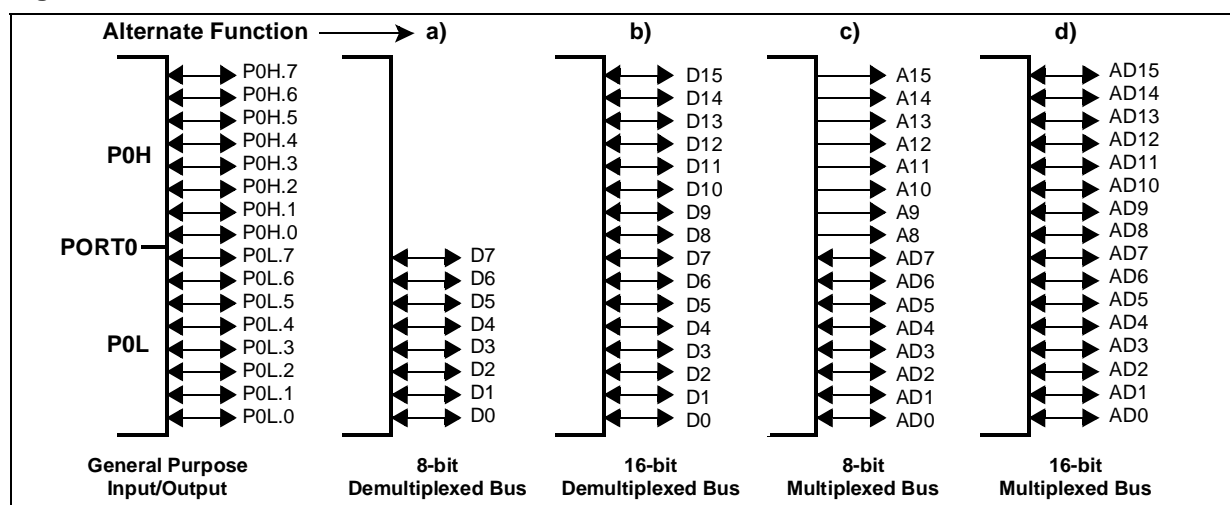 Alternate Function a) b) c) d)
P0H.7 D15 A15 AD15
P0H.6 D14 A14 AD14
P0H.5 D13 A13 AD13
P0H.4 D12 A12 AD12
P0H
P0H.3 D11 A11 AD11
P0H.2 D10 A10 AD10
P0H.1 D9 A9 AD9
P0H.0 D8 A8 AD8
PORT0
P0L.7 D7 D7 AD7 AD7
P0L.6 D6 D6 AD6 AD6
P0L.5 D5 D5 AD5 AD5
P0L.4 D4 D4 AD4 AD4
P0L
P0L.3 D3 D3 AD3 AD3
P0L.2 D2 D2 AD2 AD2
P0L.1 D1 D1 AD1 AD1
P0L.0 D0 D0 AD0 AD0
General Purpose 8-bit 16-bit 8-bit 16-bit
Input/Output Demultiplexed Bus Demultiplexed Bus Multiplexed Bus Multiplexed Bus